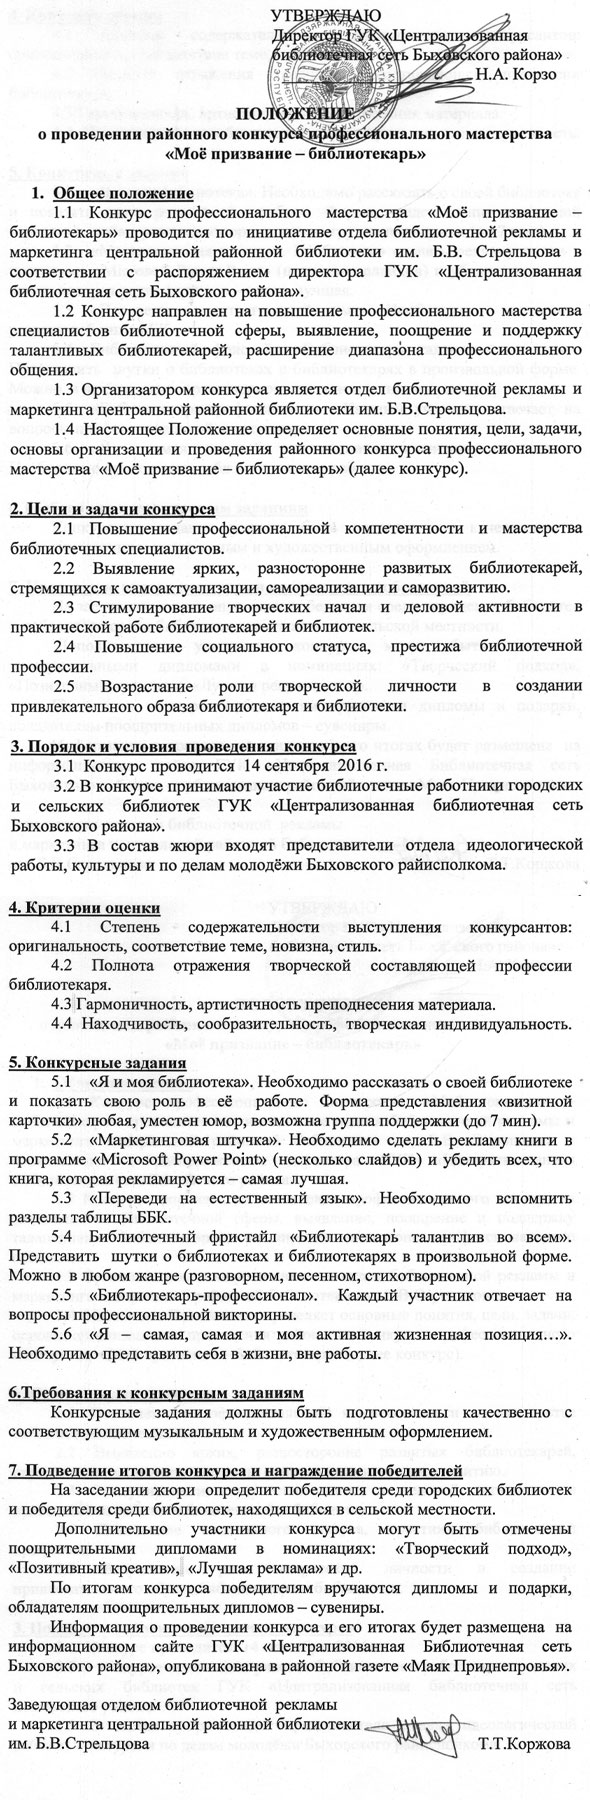 УТВЕРЖДАЮ
Директор ГУК «Централизованная
библиотечная сеть Быховского района»
Н.А. Корзо
ПОЛОЖЕНИЕ
о проведении районного конкурса профессионального мастерства
«Моё призвание – библиотекарь»
1. Общее положение
1.1 Конкурс профессионального мастерства «Моё призвание –
библиотекарь» проводится по инициативе отдела библиотечной рекламы и
маркетинга центральной районной библиотеки им. Б.В. Стрельцова в
соответствии с распоряжением директора ГУК «Централизованная
библиотечная сеть Быховского района».
1.2 Конкурс направлен на повышение профессионального мастерства
специалистов библиотечной сферы, выявление, поощрение и поддержку
талантливых библиотекарей, расширение диапазона профессионального
общения.
1.3 Организатором конкурса является отдел библиотечной рекламы и
маркетинга центральной районной библиотеки им. Б.В.Стрельцова.
1.4 Настоящее Положение определяет основные понятия, цели, задачи,
основы организации и проведения районного конкурса профессионального
мастерства «Моё призвание – библиотекарь» (далее конкурс).
2. Цели и задачи конкурса
2.1 Повышение профессиональной компетентности и мастерства
библиотечных специалистов.
2.2 Выявление ярких, разносторонне развитых библиотекарей,
стремящихся к самоактуализации, самореализации и саморазвитию.
2.3 Стимулирование творческих начал и деловой активности в
практической работе библиотекарей и библиотек.
2.4 Повышение социального статуса, престижа библиотечной
профессии.
2.5 Возрастание роли творческой личности в создании
привлекательного образа библиотекаря и библиотеки.
3. Порядок и условия проведения конкурса
3.1 Конкурс проводится 14 сентября 2016 г.
3.2 В конкурсе принимают участие библиотечные работники городских
и сельских библиотек ГУК «Централизованная библиотечная сеть
Быховского района».
3.3 В состав жюри входят представители отдела идеологической
работы, культуры и по делам молодёжи Быховского райисполкома.
4. Критерии оценки
4.1 Степень содержательности выступления конкурсантов:
оригинальность, соответствие теме, новизна, стиль.
4.2 Полнота отражения творческой составляющей профессии
библиотекаря.
4.3 Гармоничность, артистичность преподнесения материала.
4.4 Находчивость, сообразительность, творческая индивидуальность.
5. Конкурсные задания
5.1 «Я и моя библиотека». Необходимо рассказать о своей библиотеке
и показать свою роль в её работе. Форма представления «визитной
карточки» любая, уместен юмор, возможна группа поддержки (до 7 мин).
5.2 «Маркетинговая штучка». Необходимо сделать рекламу книги в
программе «Microsoft Power Point» (несколько слайдов) и убедить всех, что
книга, которая рекламируется – самая лучшая.
5.3 «Переведи на естественный язык». Необходимо вспомнить
разделы таблицы ББК.
5.4 Библиотечный фристайл «Библиотекарь талантлив во всем».
Представить шутки о библиотеках и библиотекарях в произвольной форме.
Можно в любом жанре (разговорном, песенном, стихотворном).
5.5 «Библиотекарь-профессионал». Каждый участник отвечает на
вопросы профессиональной викторины.
5.6 «Я – самая, самая и моя активная жизненная позиция…».
Необходимо представить себя в жизни, вне работы.
6.Требования к конкурсным заданиям
Конкурсные задания должны быть подготовлены качественно с
соответствующим музыкальным и художественным оформлением.
7. Подведение итогов конкурса и награждение победителей
На заседании жюри определит победителя среди городских библиотек
и победителя среди библиотек, находящихся в сельской местности.
Дополнительно участники конкурса могут быть отмечены
поощрительными дипломами в номинациях: «Творческий подход»,
«Позитивный креатив», «Лучшая реклама» и др.
По итогам конкурса победителям вручаются дипломы и подарки,
обладателям поощрительных дипломов – сувениры.
Информация о проведении конкурса и его итогах будет размещена на
информационном сайте ГУК «Централизованная Библиотечная сеть
Быховского района», опубликована в районной газете «Маяк Приднепровья».
Заведующая отделом библиотечной рекламы
и маркетинга центральной районной библиотеки
им. Б.В.Стрельцова Т.Т.Коржова